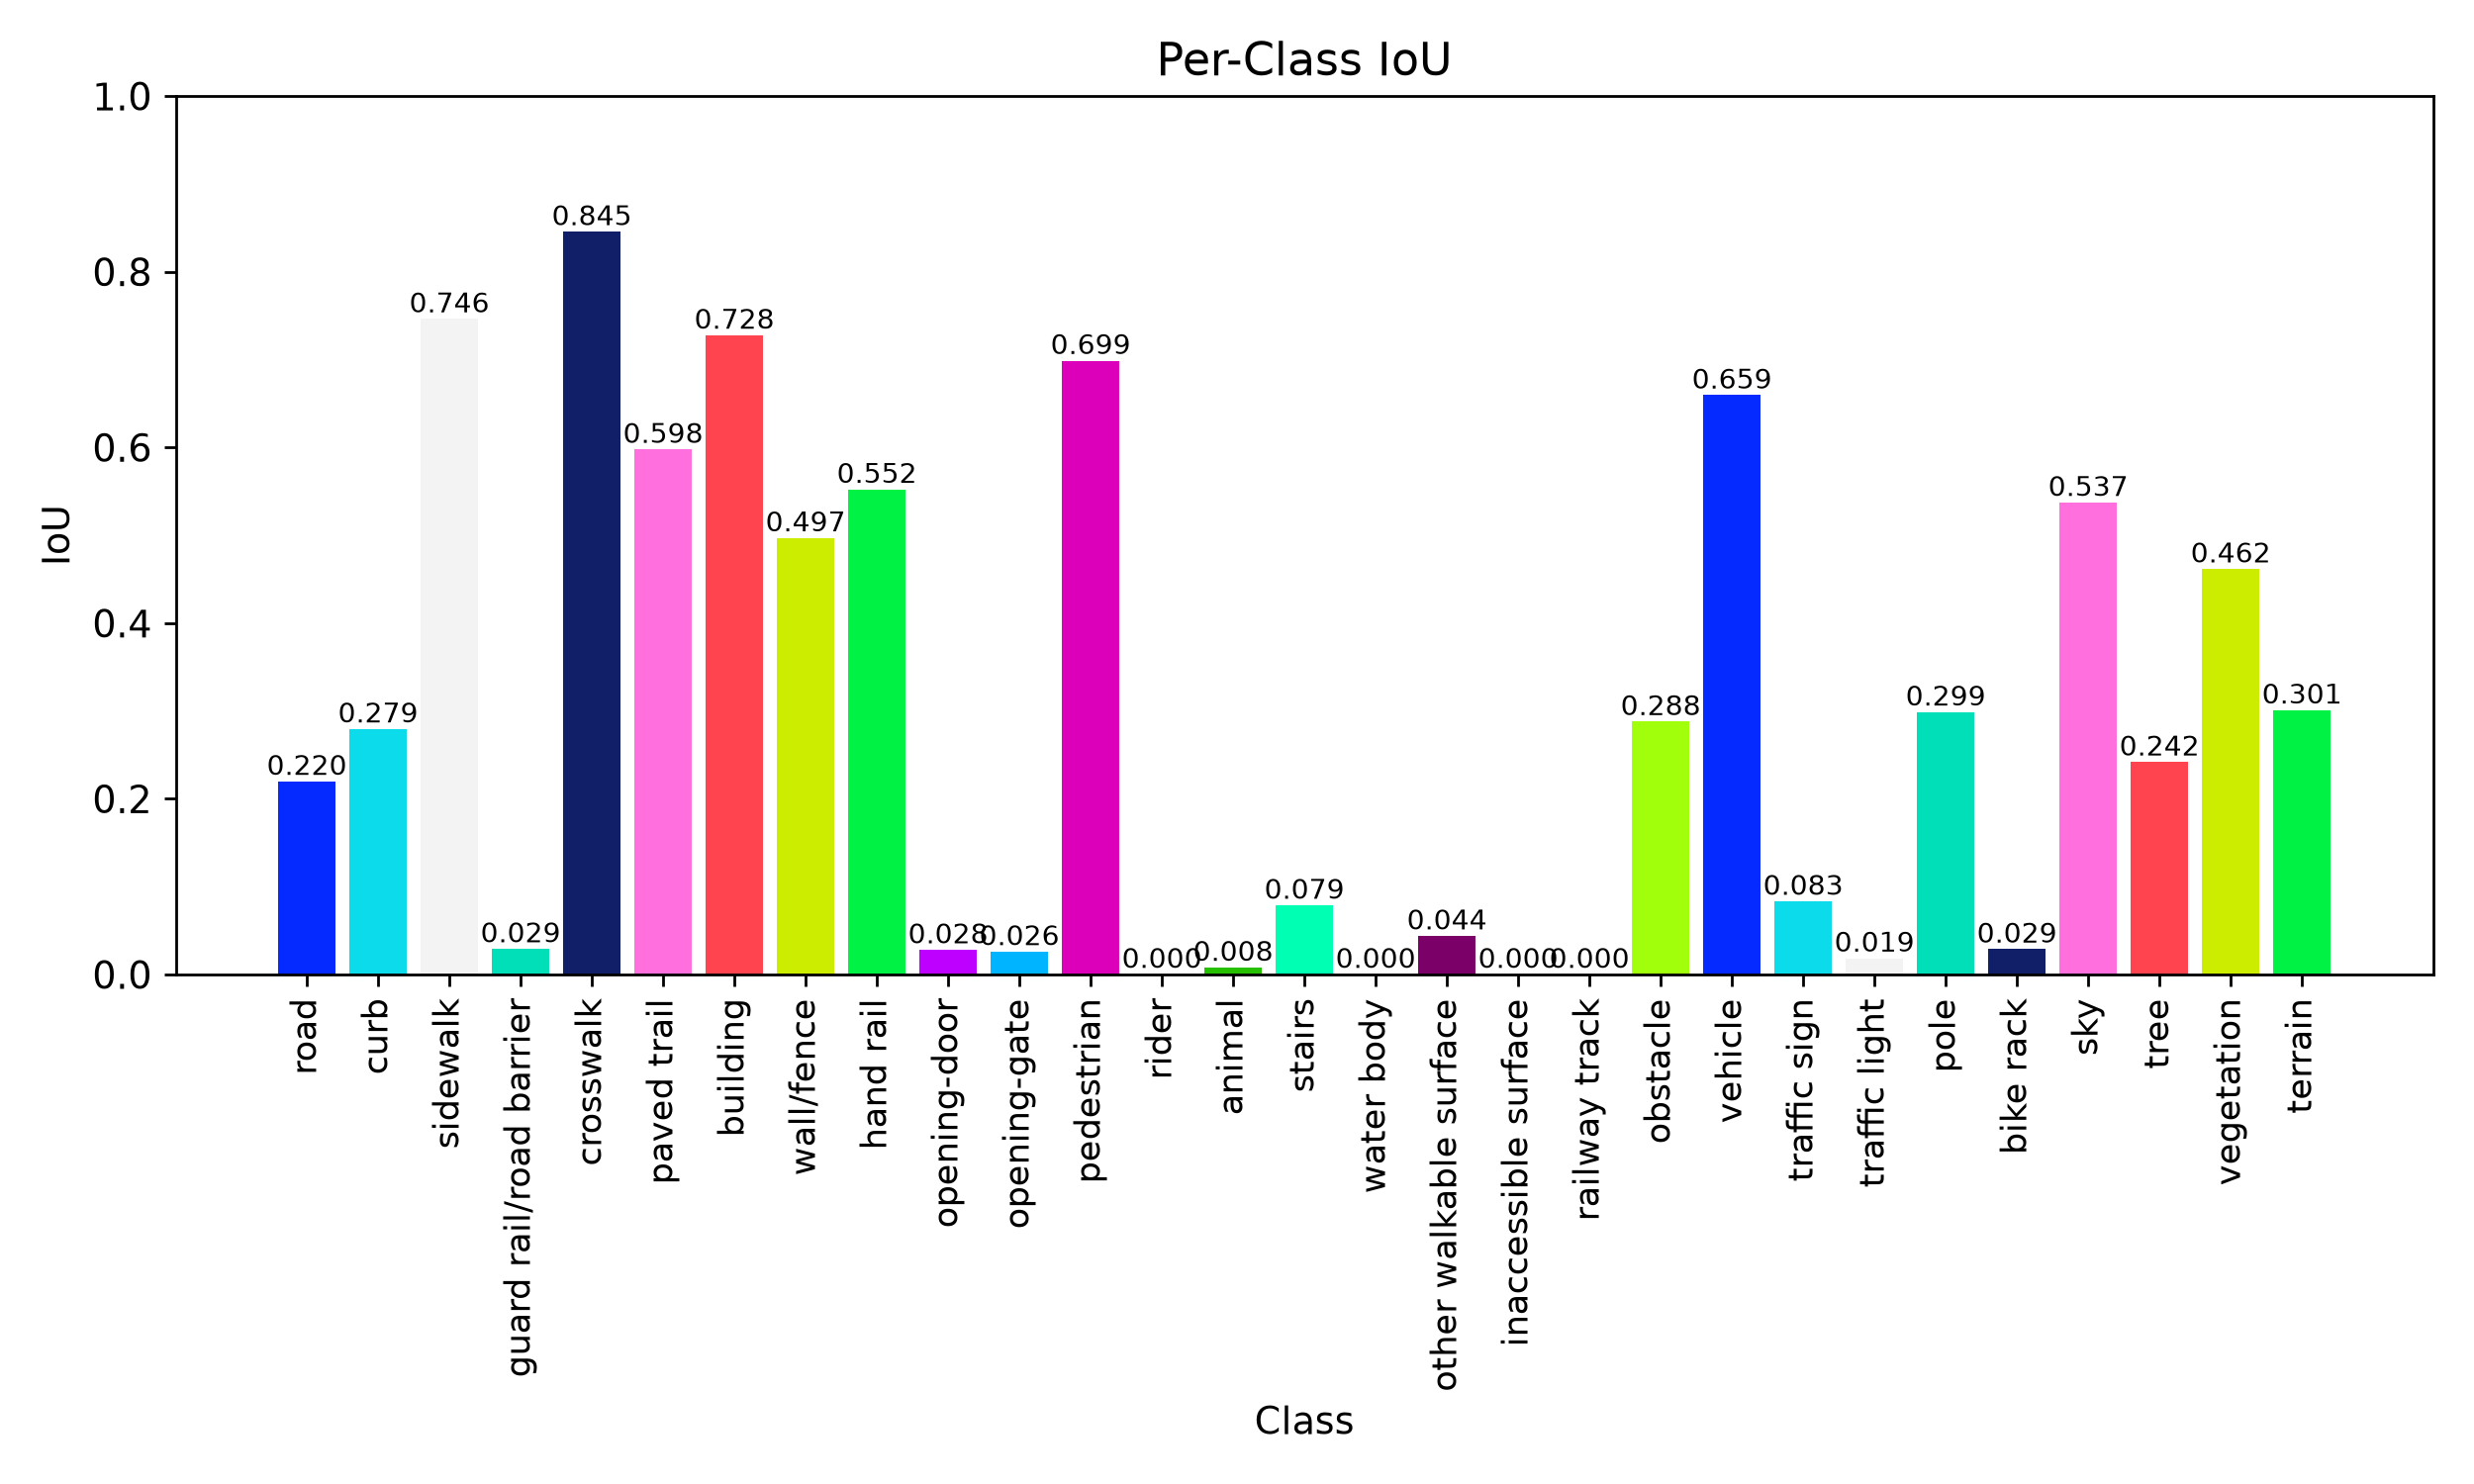 Per-Class IoU
1.0
0.8
0.6
0.4
0.2
0.0
IoU
0.220
0.279
0.746
0.029
0.845
0.598
0.728
0.497
0.552
0.028
0.026
0.699
0.000
0.008
0.079
0.000
0.044
0.000
0.000
0.288
0.659
0.083
0.019
0.299
0.029
0.537
0.242
0.462
0.301
road
curb
sidewalk
guard rail/road barrier
crosswalk
paved trail
building
wall/fence
hand rail
opening-door
opening-gate
pedestrian
rider
animal
stairs
water body
other walkable surface
inaccessible surface
railway track
obstacle
vehicle
traffic sign
traffic light
pole
bike rack
sky
tree
vegetation
terrain
Class